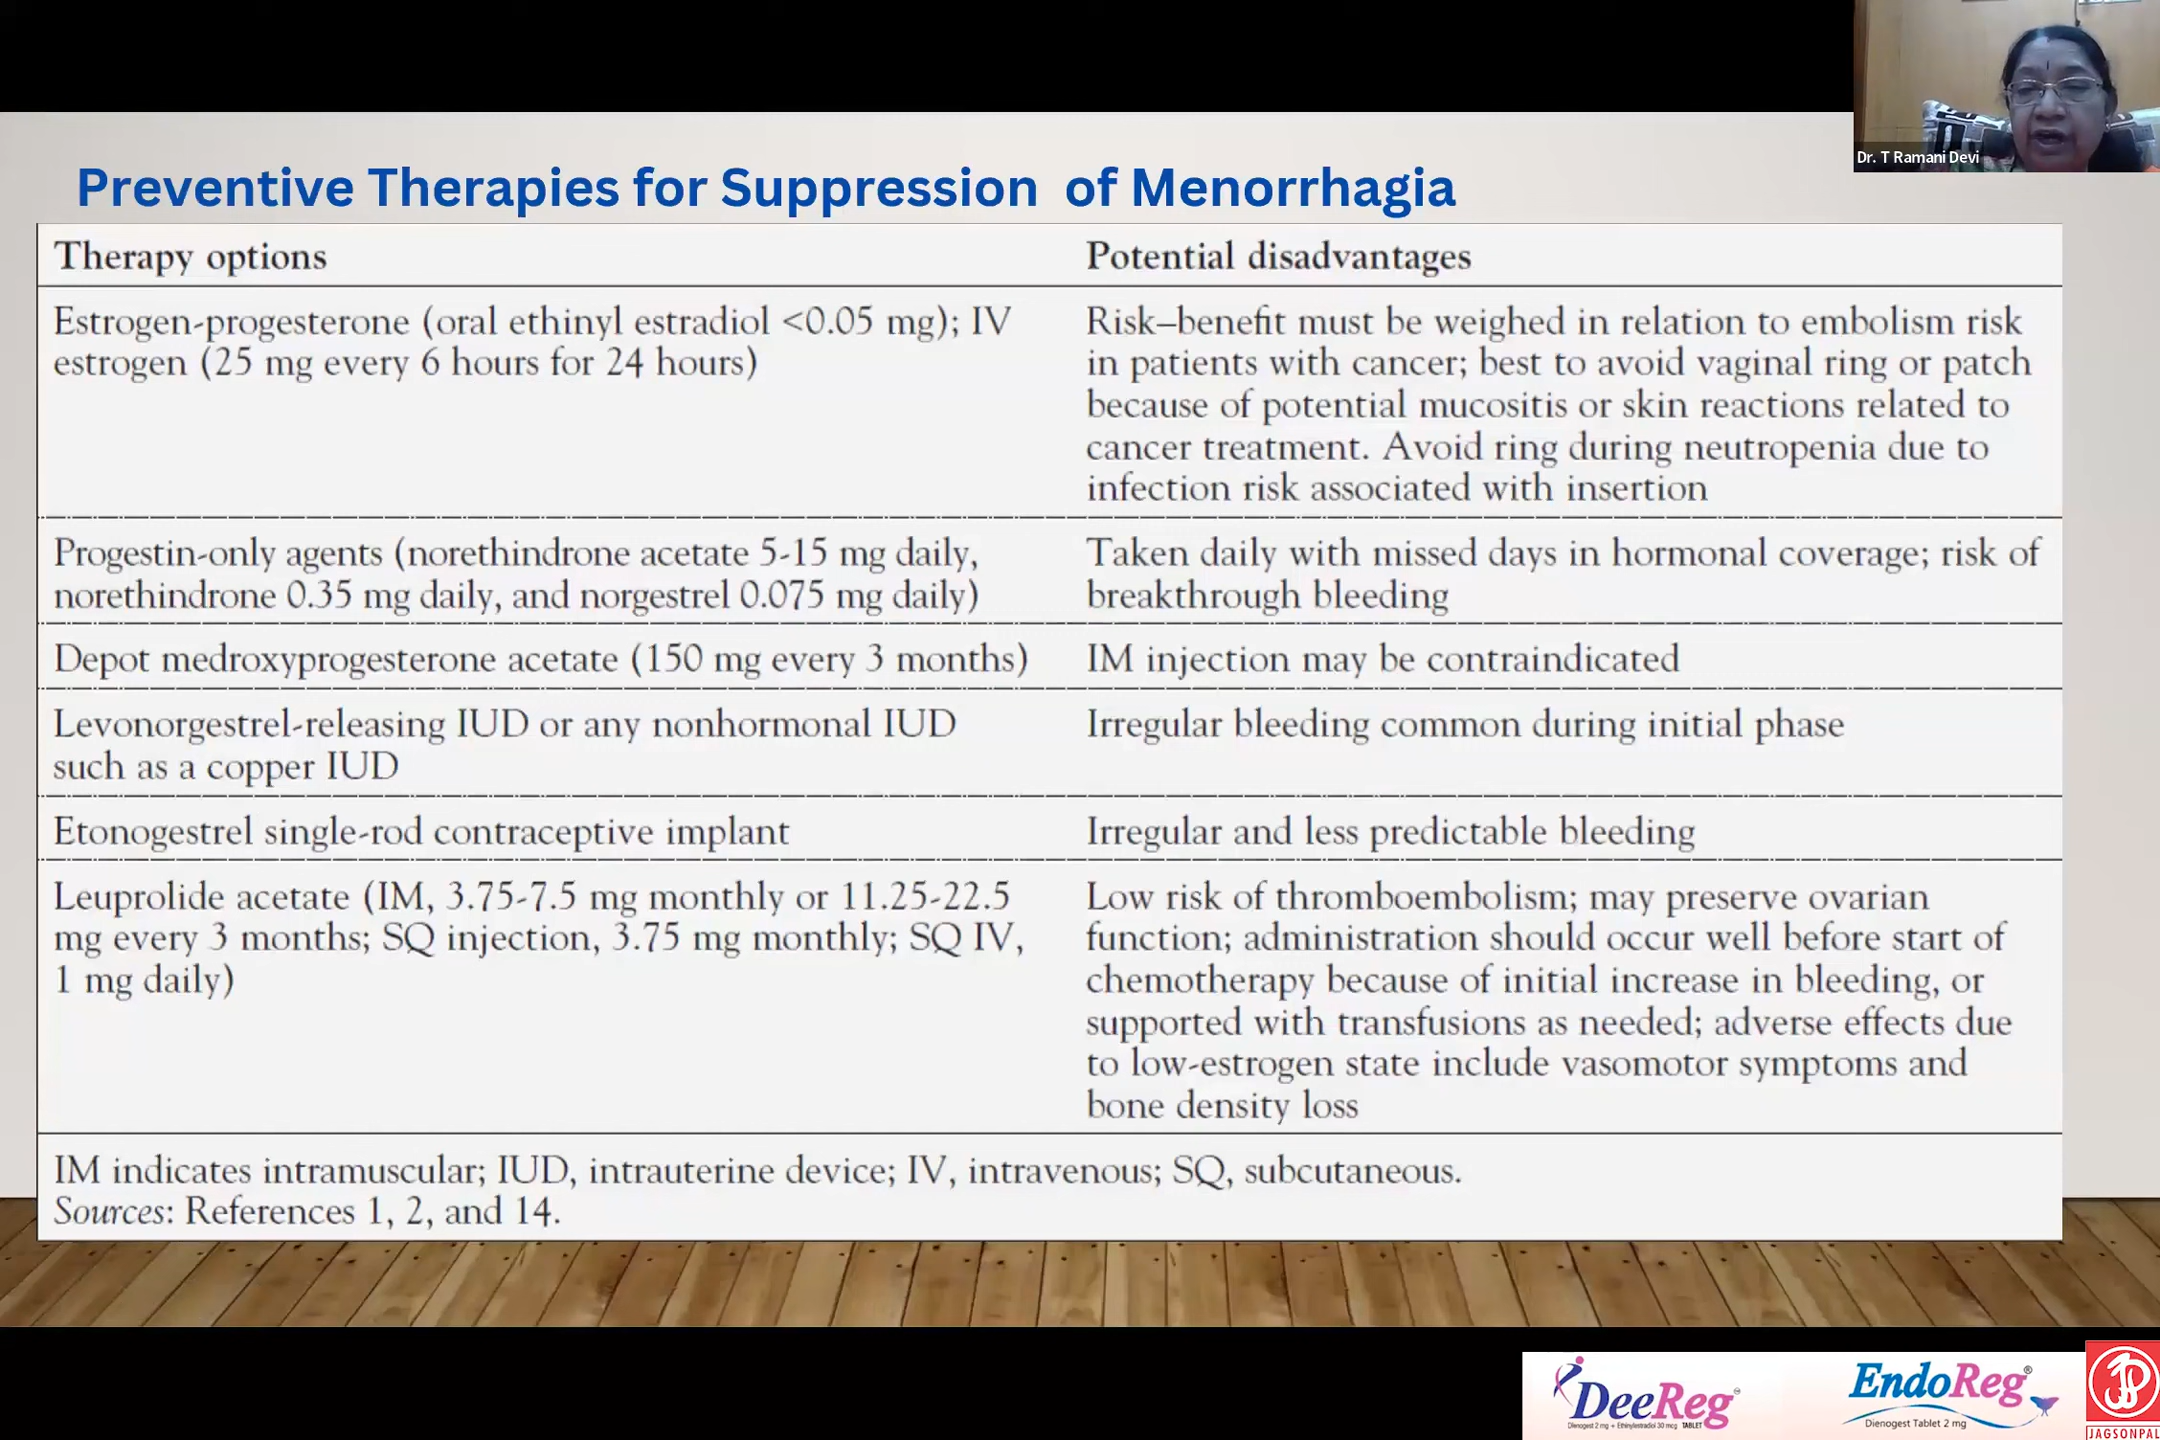 Dr. T Ramani Devi
Preventive Therapies for Suppression of Menorrhagia
Therapy options
Potential disadvantages
Estrogen-progesterone (oral ethinyl estradiol <0.05 mg); IV
estrogen (25 mg every 6 hours for 24 hours)
Risk–benefit must be weighed in relation to embolism risk
in patients with cancer; best to avoid vaginal ring or patch
because of potential mucositis or skin reactions related to
cancer treatment. Avoid ring during neutropenia due to
infection risk associated with insertion
Progestin-only agents (norethindrone acetate 5-15 mg daily,
norethindrone 0.35 mg daily, and norgestrel 0.075 mg daily)
Taken daily with missed days in hormonal coverage; risk of
breakthrough bleeding
Depot medroxyprogesterone acetate (150 mg every 3 months)
IM injection may be contraindicated
Levonorgestrel-releasing IUD or any nonhormonal IUD
such as a copper IUD
Irregular bleeding common during initial phase
Etonogestrel single-rod contraceptive implant
Irregular and less predictable bleeding
Leuprolide acetate (IM, 3.75-7.5 mg monthly or 11.25-22.5
mg every 3 months; SQ injection, 3.75 mg monthly; SQ IV,
1 mg daily)
Low risk of thromboembolism; may preserve ovarian
function; administration should occur well before start of
chemotherapy because of initial increase in bleeding, or
supported with transfusions as needed; adverse effects due
to low-estrogen state include vasomotor symptoms and
bone density loss
IM indicates intramuscular; IUD, intrauterine device; IV, intravenous; SQ, subcutaneous.
Sources: References 1, 2, and 14.
DeeReg
Dienogest 2 mg + Ethinylestradiol 30 mcg TABLET
EndoReg®
Dienogest Tablet 2 mg
JAGSONPAL